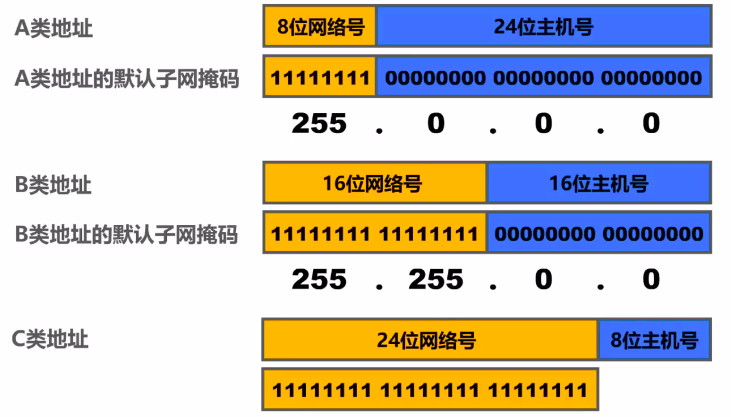 A类地址 8位网络号 24位主机号
A类地址的默认子网掩码 11111111 00000000 00000000 00000000
255 . 0 . 0 . 0
B类地址 16位网络号 16位主机号
B类地址的默认子网掩码 11111111 11111111 00000000 00000000
255 . 255 . 0 . 0
C类地址 24位网络号 8位主机号
11111111 11111111 11111111